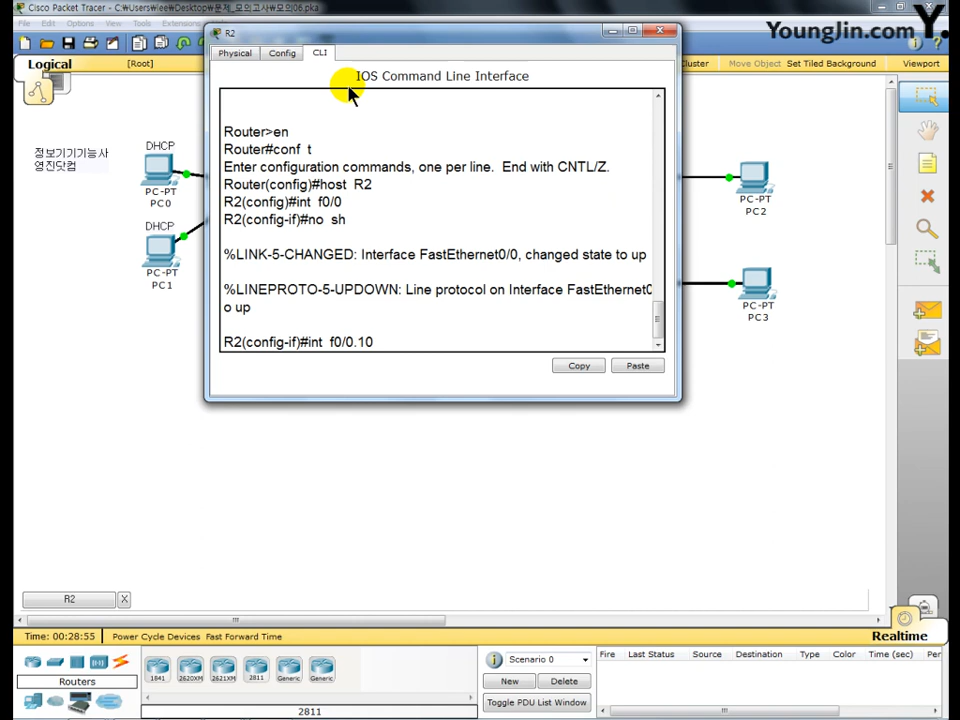 Cisco Packet Tracer - C:\Users\lee\Desktop\문제_모의고사\모의06.pka
File Edit Options View Tools Extensions
YoungJin.com Y.
Logical
[Root]
Cluster
Move Object
Set Tiled Background
Viewport
R2
Physical
Config
CLI
IOS Command Line Interface
Router>en
Router#conf t
Enter configuration commands, one per line. End with CNTL/Z.
Router(config)#host R2
R2(config)#int f0/0
R2(config-if)#no sh
%LINK-5-CHANGED: Interface FastEthernet0/0, changed state to up
%LINEPROTO-5-UPDOWN: Line protocol on Interface FastEthernet0
o up
R2(config-if)#int f0/0.10
Copy
Paste
정보기기기능사
영진닷컴
DHCP
PC-PT
PC0
DHCP
PC-PT
PC1
PC-PT
PC2
PC-PT
PC3
R2
X
Time: 00:28:55
Power Cycle Devices Fast Forward Time
Realtime
Routers
1841
2620XM
2621XM
2811
Generic
Generic
2811
Scenario 0
New
Delete
Toggle PDU List Window
Fire
Last Status
Source
Destination
Type
Color
Time (sec)
Per